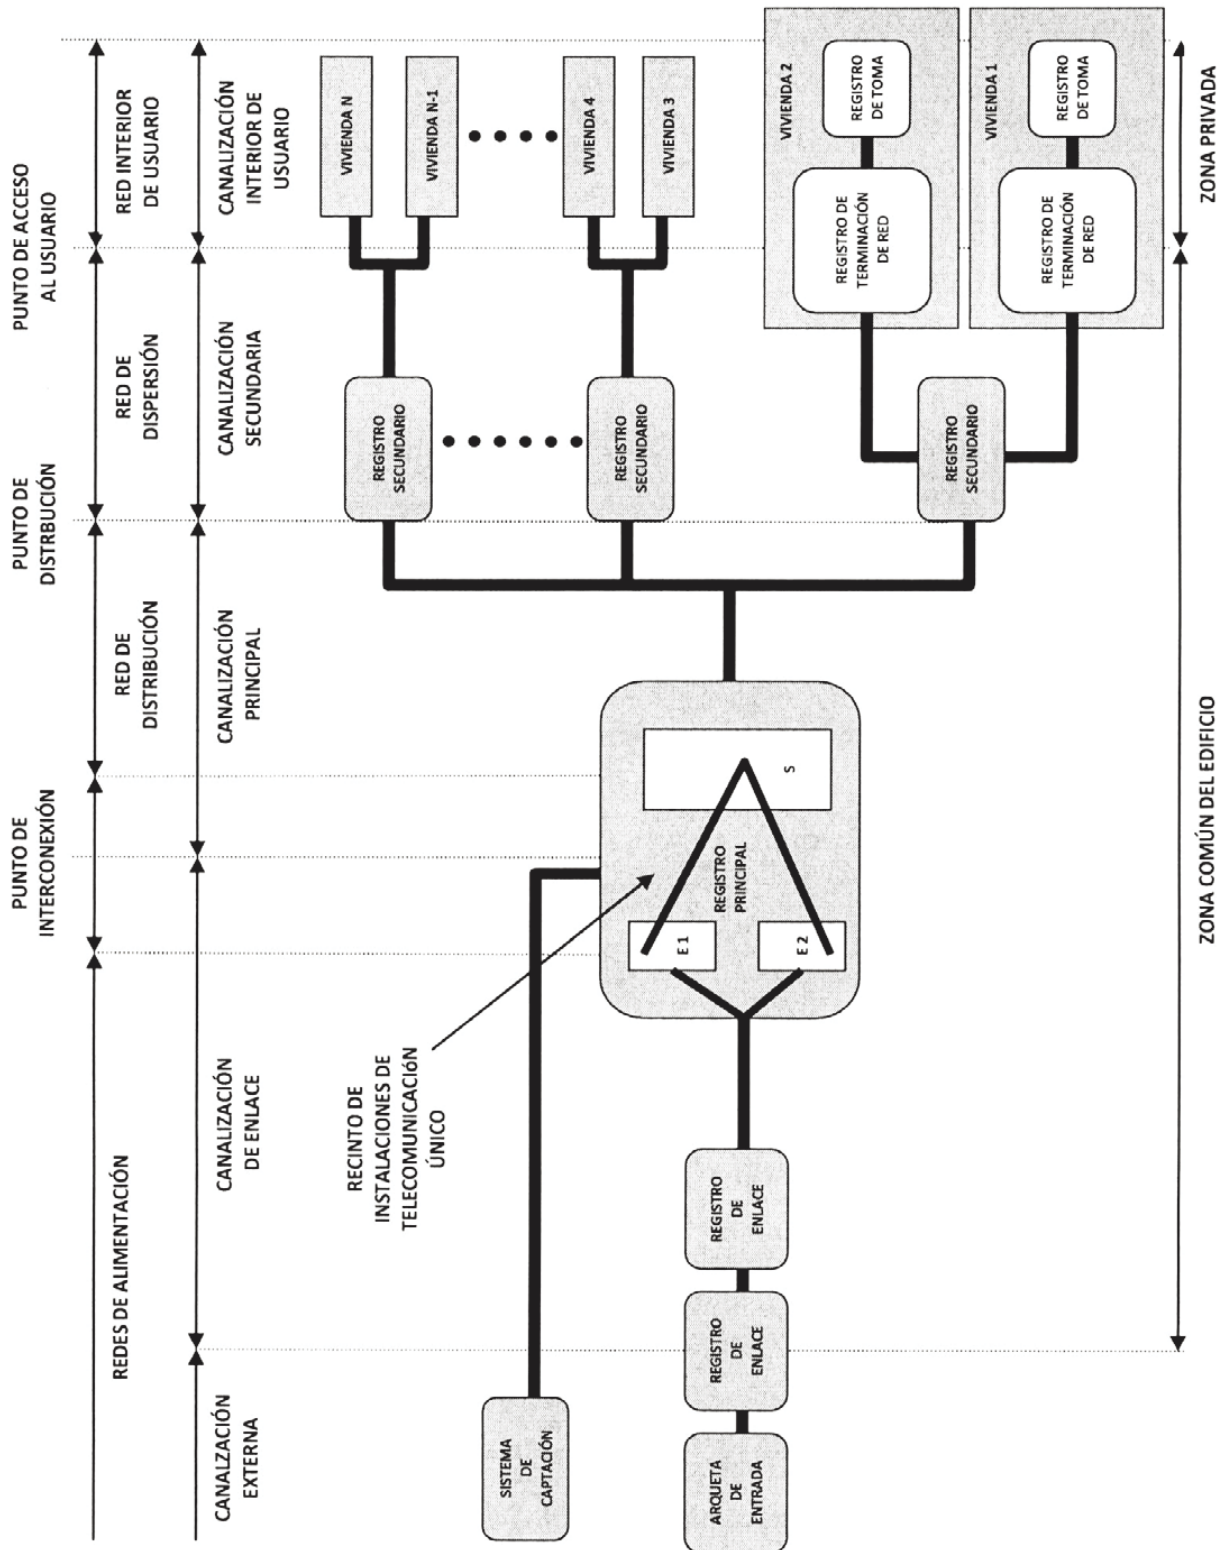 PUNTO DE
INTERCONEXIÓN
PUNTO DE
DISTRBUCIÓN
PUNTO DE ACCESO
AL USUARIO
REDES DE ALIMENTACIÓN
RED DE
DISTRIBUCIÓN
RED DE
DISPERSIÓN
RED INTERIOR
DE USUARIO
CANALZACIÓN
EXTERNA
CANALIZACIÓN
DE ENLACE
CANALIZACIÓN
PRINCIPAL
CANALIZACIÓN
SECUNDARIA
CANALIZACIÓN
INTERIOR DE
USUARIO
RECINTO DE
INSTALACIONES DE
TELECOMUNICACIóN
ÚNICO
REGISTRO
SECUNDARIO
VIVIENDA N
VIVIENDA N-1
SISTEMA
DE
CAPTACIÓN
REGISTRO
SECUNDARIO
VIVIENDA 4
VIVIENDA 3
ARQUETA
DE
ENTRADA
REGISTRO
DE
ENLACE
REGISTRO
DE
ENLACE
E 1
E 2
REGISTRO
PRINCIPAL
S
REGISTRO
SECUNDARIO
VIVIENDA 2
REGISTRO DE
TERMINACIÓN
DE RED
REGISTRO
DE TOMA
VIVIENDA 1
REGISTRO DE
TERMINACIÓN
DE RED
REGISTRO
DE TOMA
ZONA COMÚN DEL EDIFICIO
ZONA PRIVADA